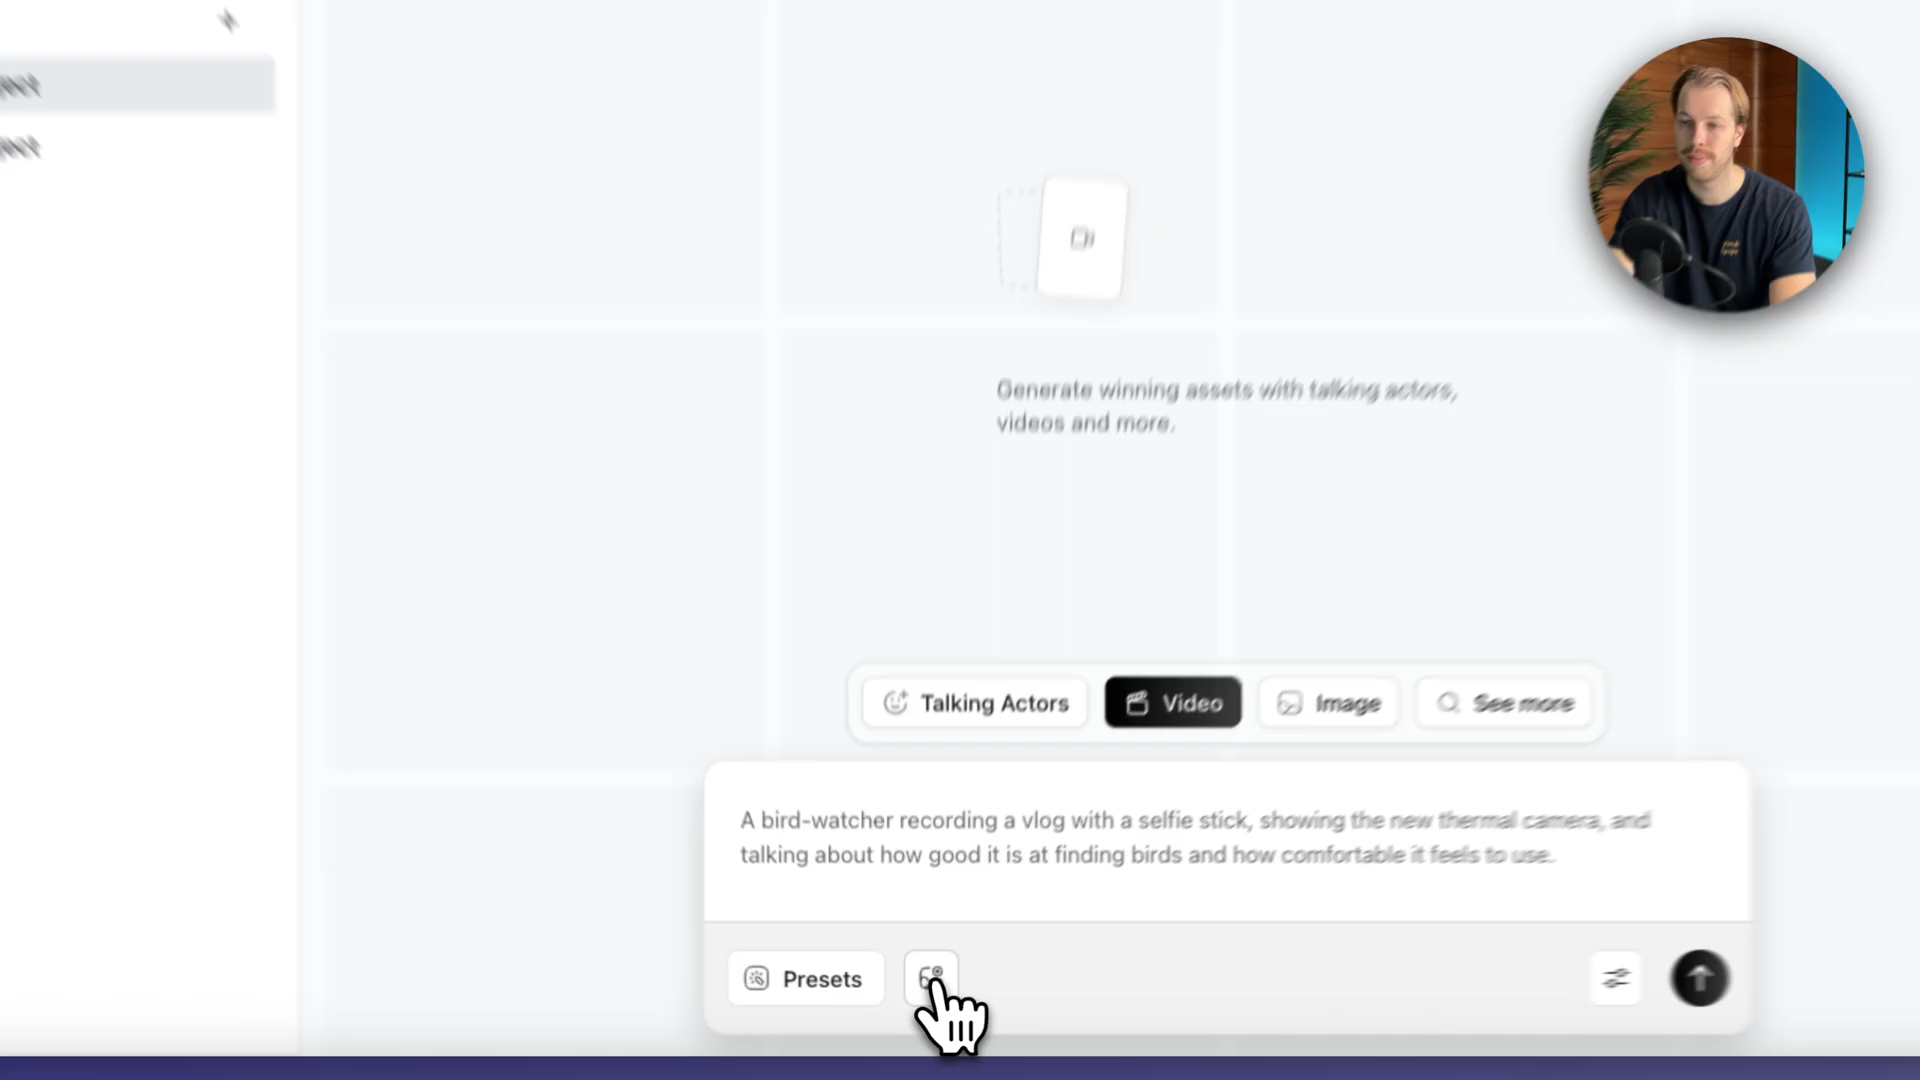 Generate winning assets with talking actors,
videos and more.
Talking Actors
Video
Image
See more
A bird-watcher recording a vlog with a selfie stick, showing the new thermal camera, and
talking about how good it is at finding birds and how comfortable it feels to use.
Presets